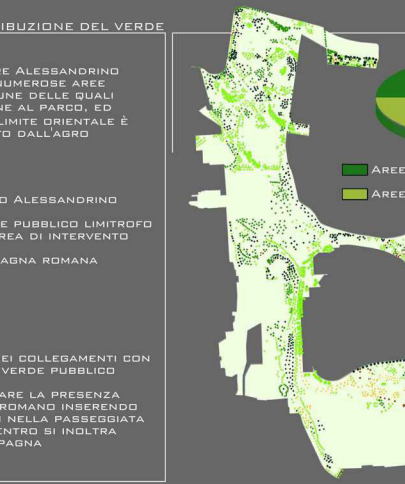 IBUZIONE DEL VERDE
RE ALESSANDRINO
NUMEROSE AREE
UNE DELLE QUALI
NE AL PARCO, ED
LIMITE ORIENTALE È
TO DALL'AGRO
O ALESSANDRINO
E PUBBLICO LIMITROFO
REA DI INTERVENTO
AGNA ROMANA
EI COLLEGAMENTI CON
VERDE PUBBLICO
ARE LA PRESENZA
ROMANO INSERENDO
I NELLA PASSEGGIATA
ENTRO SI INOLTRA
PAGNA
AREE
AREE